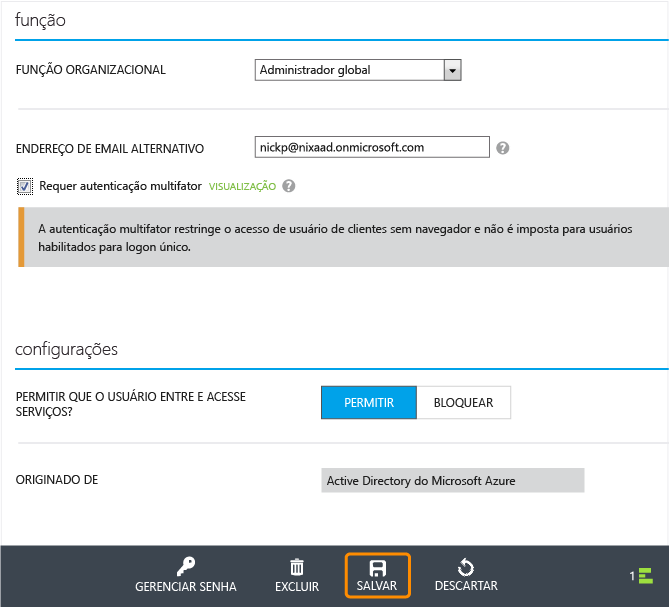 função
FUNÇÃO ORGANIZACIONAL
Administrador global
ENDEREÇO DE EMAIL ALTERNATIVO
nickp@nixaad.onmicrosoft.com
?
Requer autenticação multifator VISUALIZAÇÃO ?
A autenticação multifator restringe o acesso de usuário de clientes sem navegador e não é imposta para usuários
habilitados para logon único.
configurações
PERMITIR QUE O USUÁRIO ENTRE E ACESSE
SERVIÇOS?
PERMITIR
BLOQUEAR
ORIGINADO DE
Active Directory do Microsoft Azure
GERENCIAR SENHA
EXCLUIR
SALVAR
DESCARTAR
1